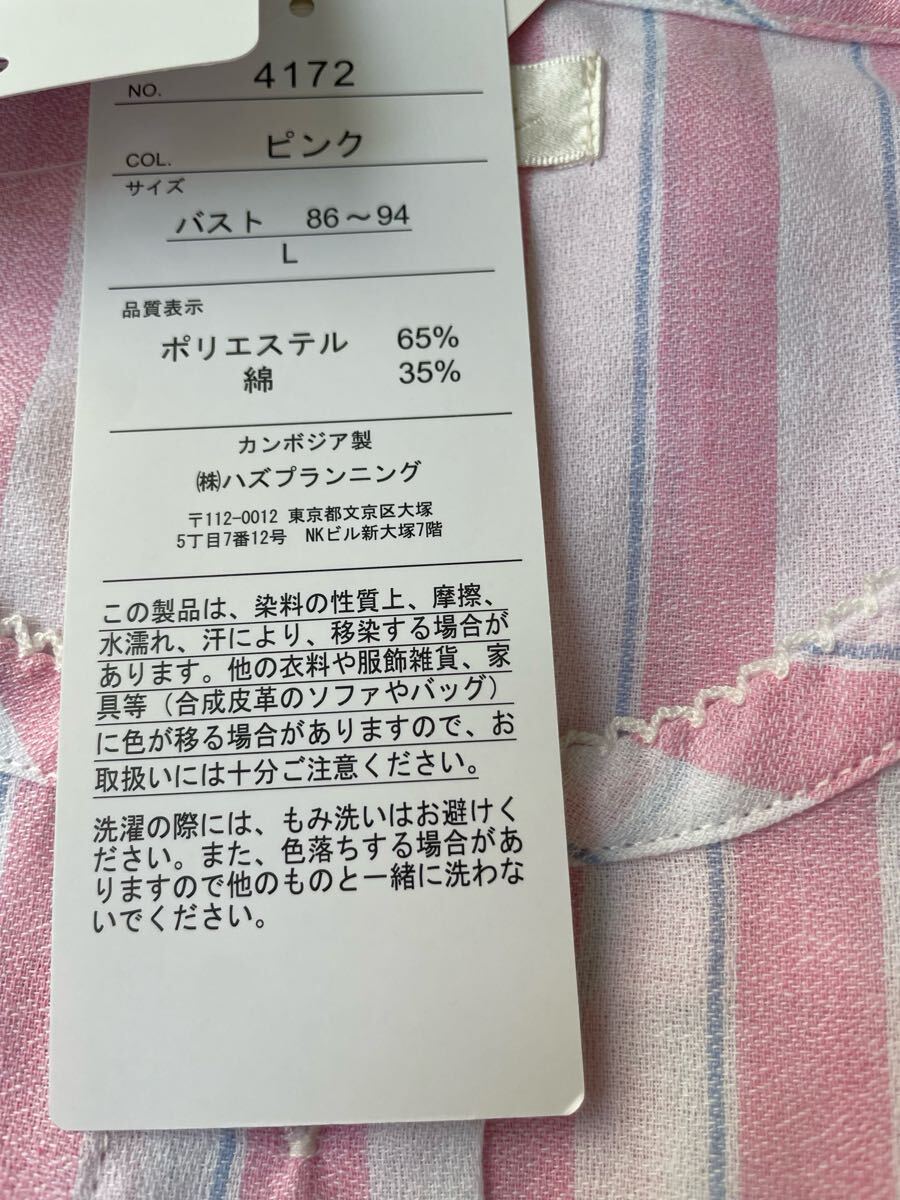 NO. 4172
COL. ピンク
サイズ
バスト 86～94
L
品質表示
ポリエステル 65%
綿 35%
カンボジア製
㈱ハズプランニング
〒112-0012 東京都文京区大塚
5丁目7番12号 NKビル新大塚7階
この製品は、染料の性質上、摩擦、
水濡れ、汗により、移染する場合が
あります。他の衣料や服飾雑貨、家
具等（合成皮革のソファやバッグ）
に色が移る場合がありますので、お
取扱いには十分ご注意ください。
洗濯の際には、もみ洗いはお避けく
ださい。また、色落ちする場合があ
りますので他のものと一緒に洗わな
いでください。